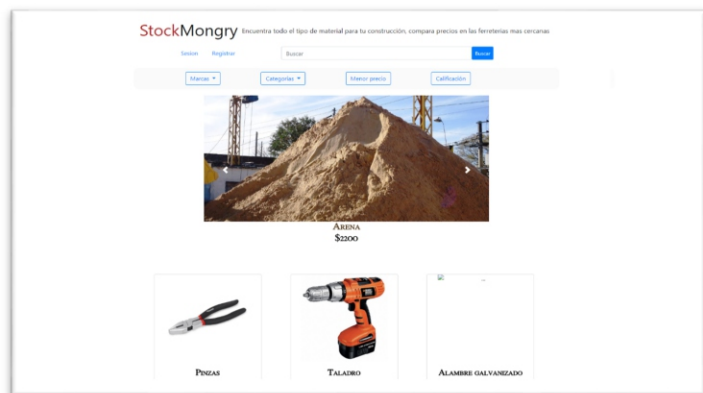 StockMongry Encuentra todo el tipo de material para tu construcción, compara precios en las ferreterias mas cercanas
Sesion Registrar Buscar Buscar
Marcas Categorías Menor precio Calificación
Arena
$2200
Pinzas Taladro Alambre galvanizado